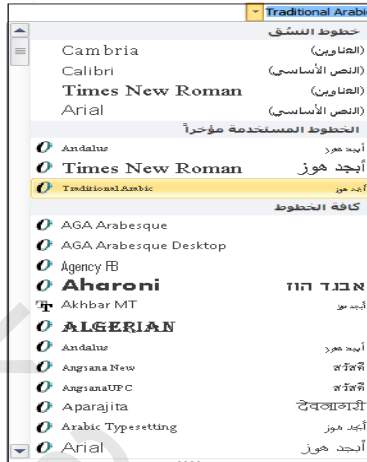 Traditional Arabi
خطوط النسُق
Cambria (العناوين)
Calibri (النص الأساسي)
Times New Roman (العناوين)
Arial (النص الأساسي)
الخطوط المستخدمة مؤخراً
Andalus أبجد هوز
Times New Roman أبجد هوز
Traditional Arabic أبجد هوز
كافة الخطوط
AGA Arabesque
AGA Arabesque Desktop
Agency FB
Aharoni אבגד הוז
Akhbar MT أبجد هوز
ALGERIAN
Andalus أبجد هوز
Angsana New สวัสดี
AngsanaUPC สวัสดี
Aparajita देवनागरी
Arabic Typesetting أبجد هوز
Arial أبجد هوز